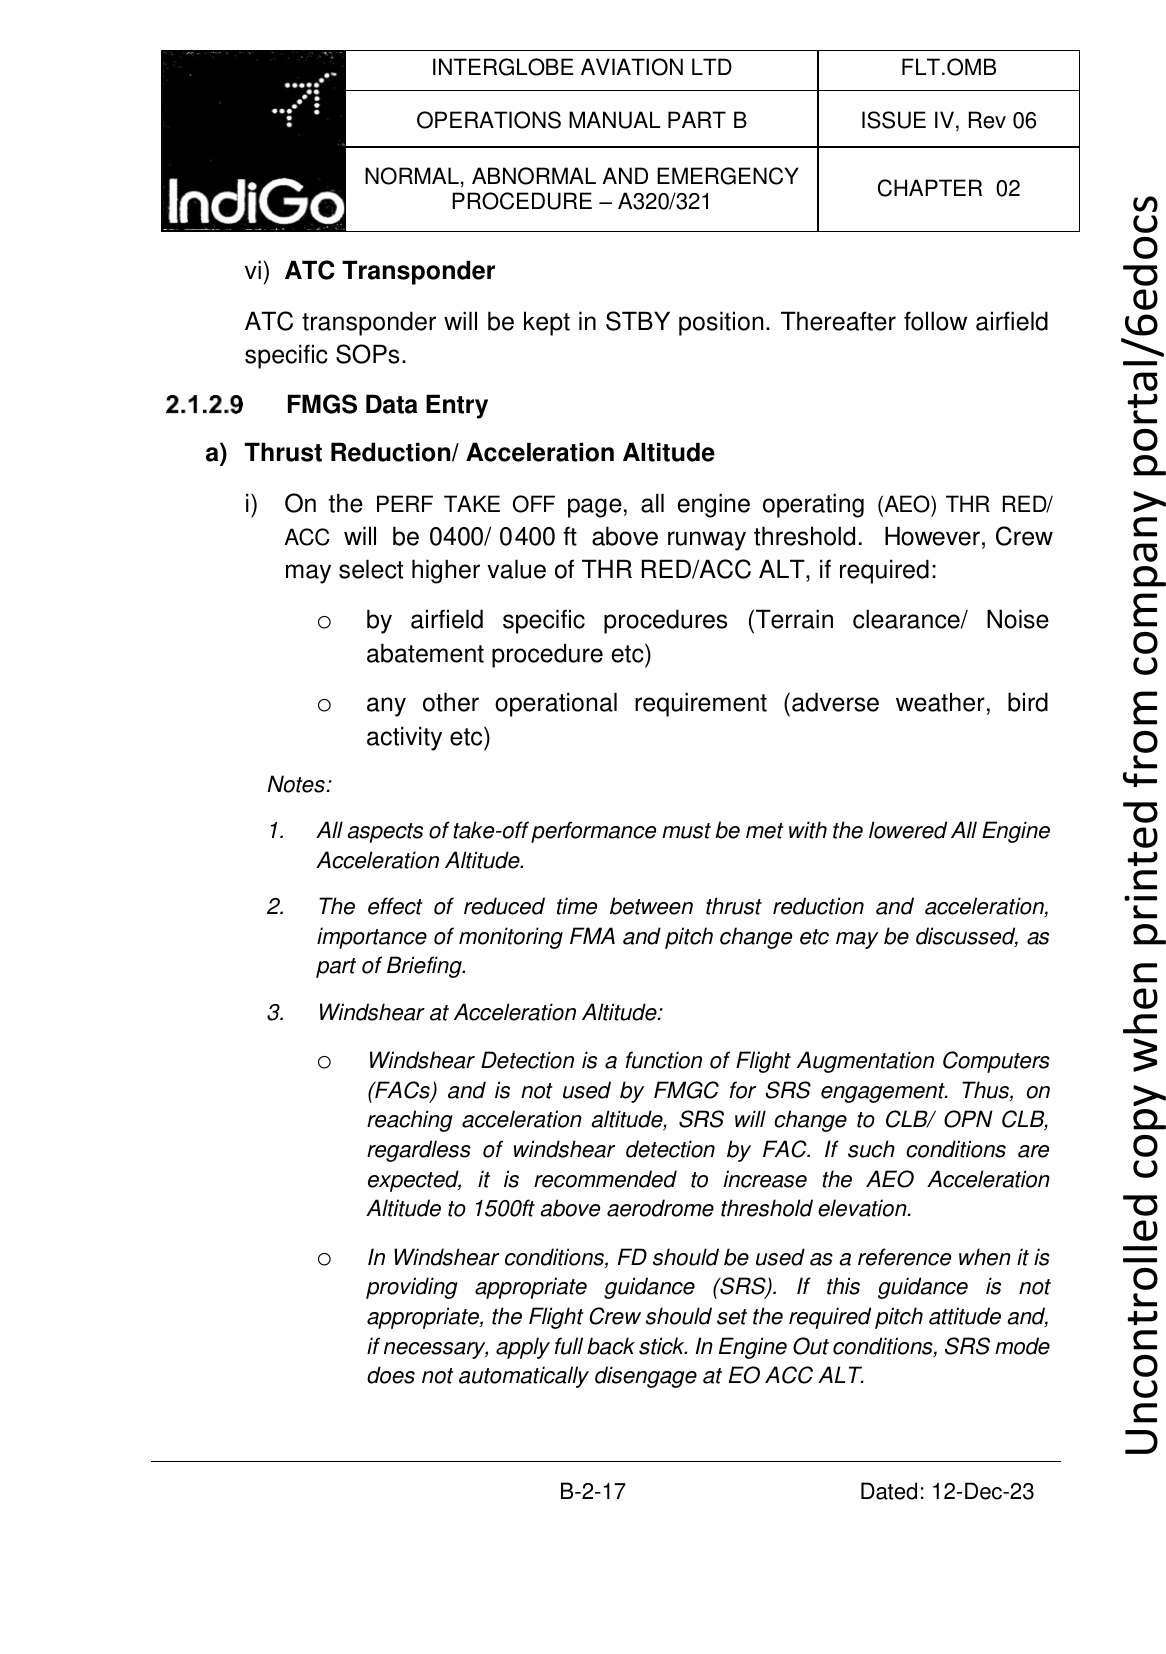 IndiGo
INTERGLOBE AVIATION LTD
FLT.OMB
OPERATIONS MANUAL PART B
ISSUE IV, Rev 06
NORMAL, ABNORMAL AND EMERGENCY
PROCEDURE – A320/321
CHAPTER 02
vi) ATC Transponder
ATC transponder will be kept in STBY position. Thereafter follow airfield
specific SOPs.
2.1.2.9 FMGS Data Entry
a) Thrust Reduction/ Acceleration Altitude
i) On the PERF TAKE OFF page, all engine operating (AEO) THR RED/
ACC will be 0400/ 0400 ft above runway threshold. However, Crew
may select higher value of THR RED/ACC ALT, if required:
o by airfield specific procedures (Terrain clearance/ Noise
abatement procedure etc)
o any other operational requirement (adverse weather, bird
activity etc)
Notes:
1. All aspects of take-off performance must be met with the lowered All Engine
Acceleration Altitude.
2. The effect of reduced time between thrust reduction and acceleration,
importance of monitoring FMA and pitch change etc may be discussed, as
part of Briefing.
3. Windshear at Acceleration Altitude:
o Windshear Detection is a function of Flight Augmentation Computers
(FACs) and is not used by FMGC for SRS engagement. Thus, on
reaching acceleration altitude, SRS will change to CLB/ OPN CLB,
regardless of windshear detection by FAC. If such conditions are
expected, it is recommended to increase the AEO Acceleration
Altitude to 1500ft above aerodrome threshold elevation.
o In Windshear conditions, FD should be used as a reference when it is
providing appropriate guidance (SRS). If this guidance is not
appropriate, the Flight Crew should set the required pitch attitude and,
if necessary, apply full back stick. In Engine Out conditions, SRS mode
does not automatically disengage at EO ACC ALT.
B-2-17
Dated: 12-Dec-23
Uncontrolled copy when printed from company portal/6edocs